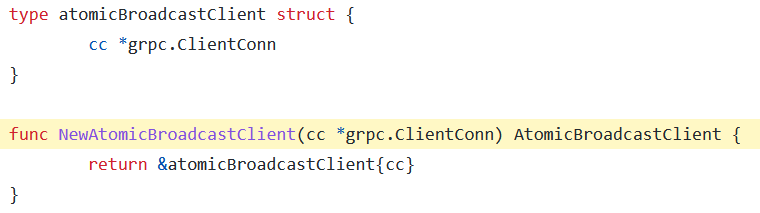 type atomicBroadcastClient struct {
        cc *grpc.ClientConn
}

func NewAtomicBroadcastClient(cc *grpc.ClientConn) AtomicBroadcastClient {
        return &atomicBroadcastClient{cc}
}